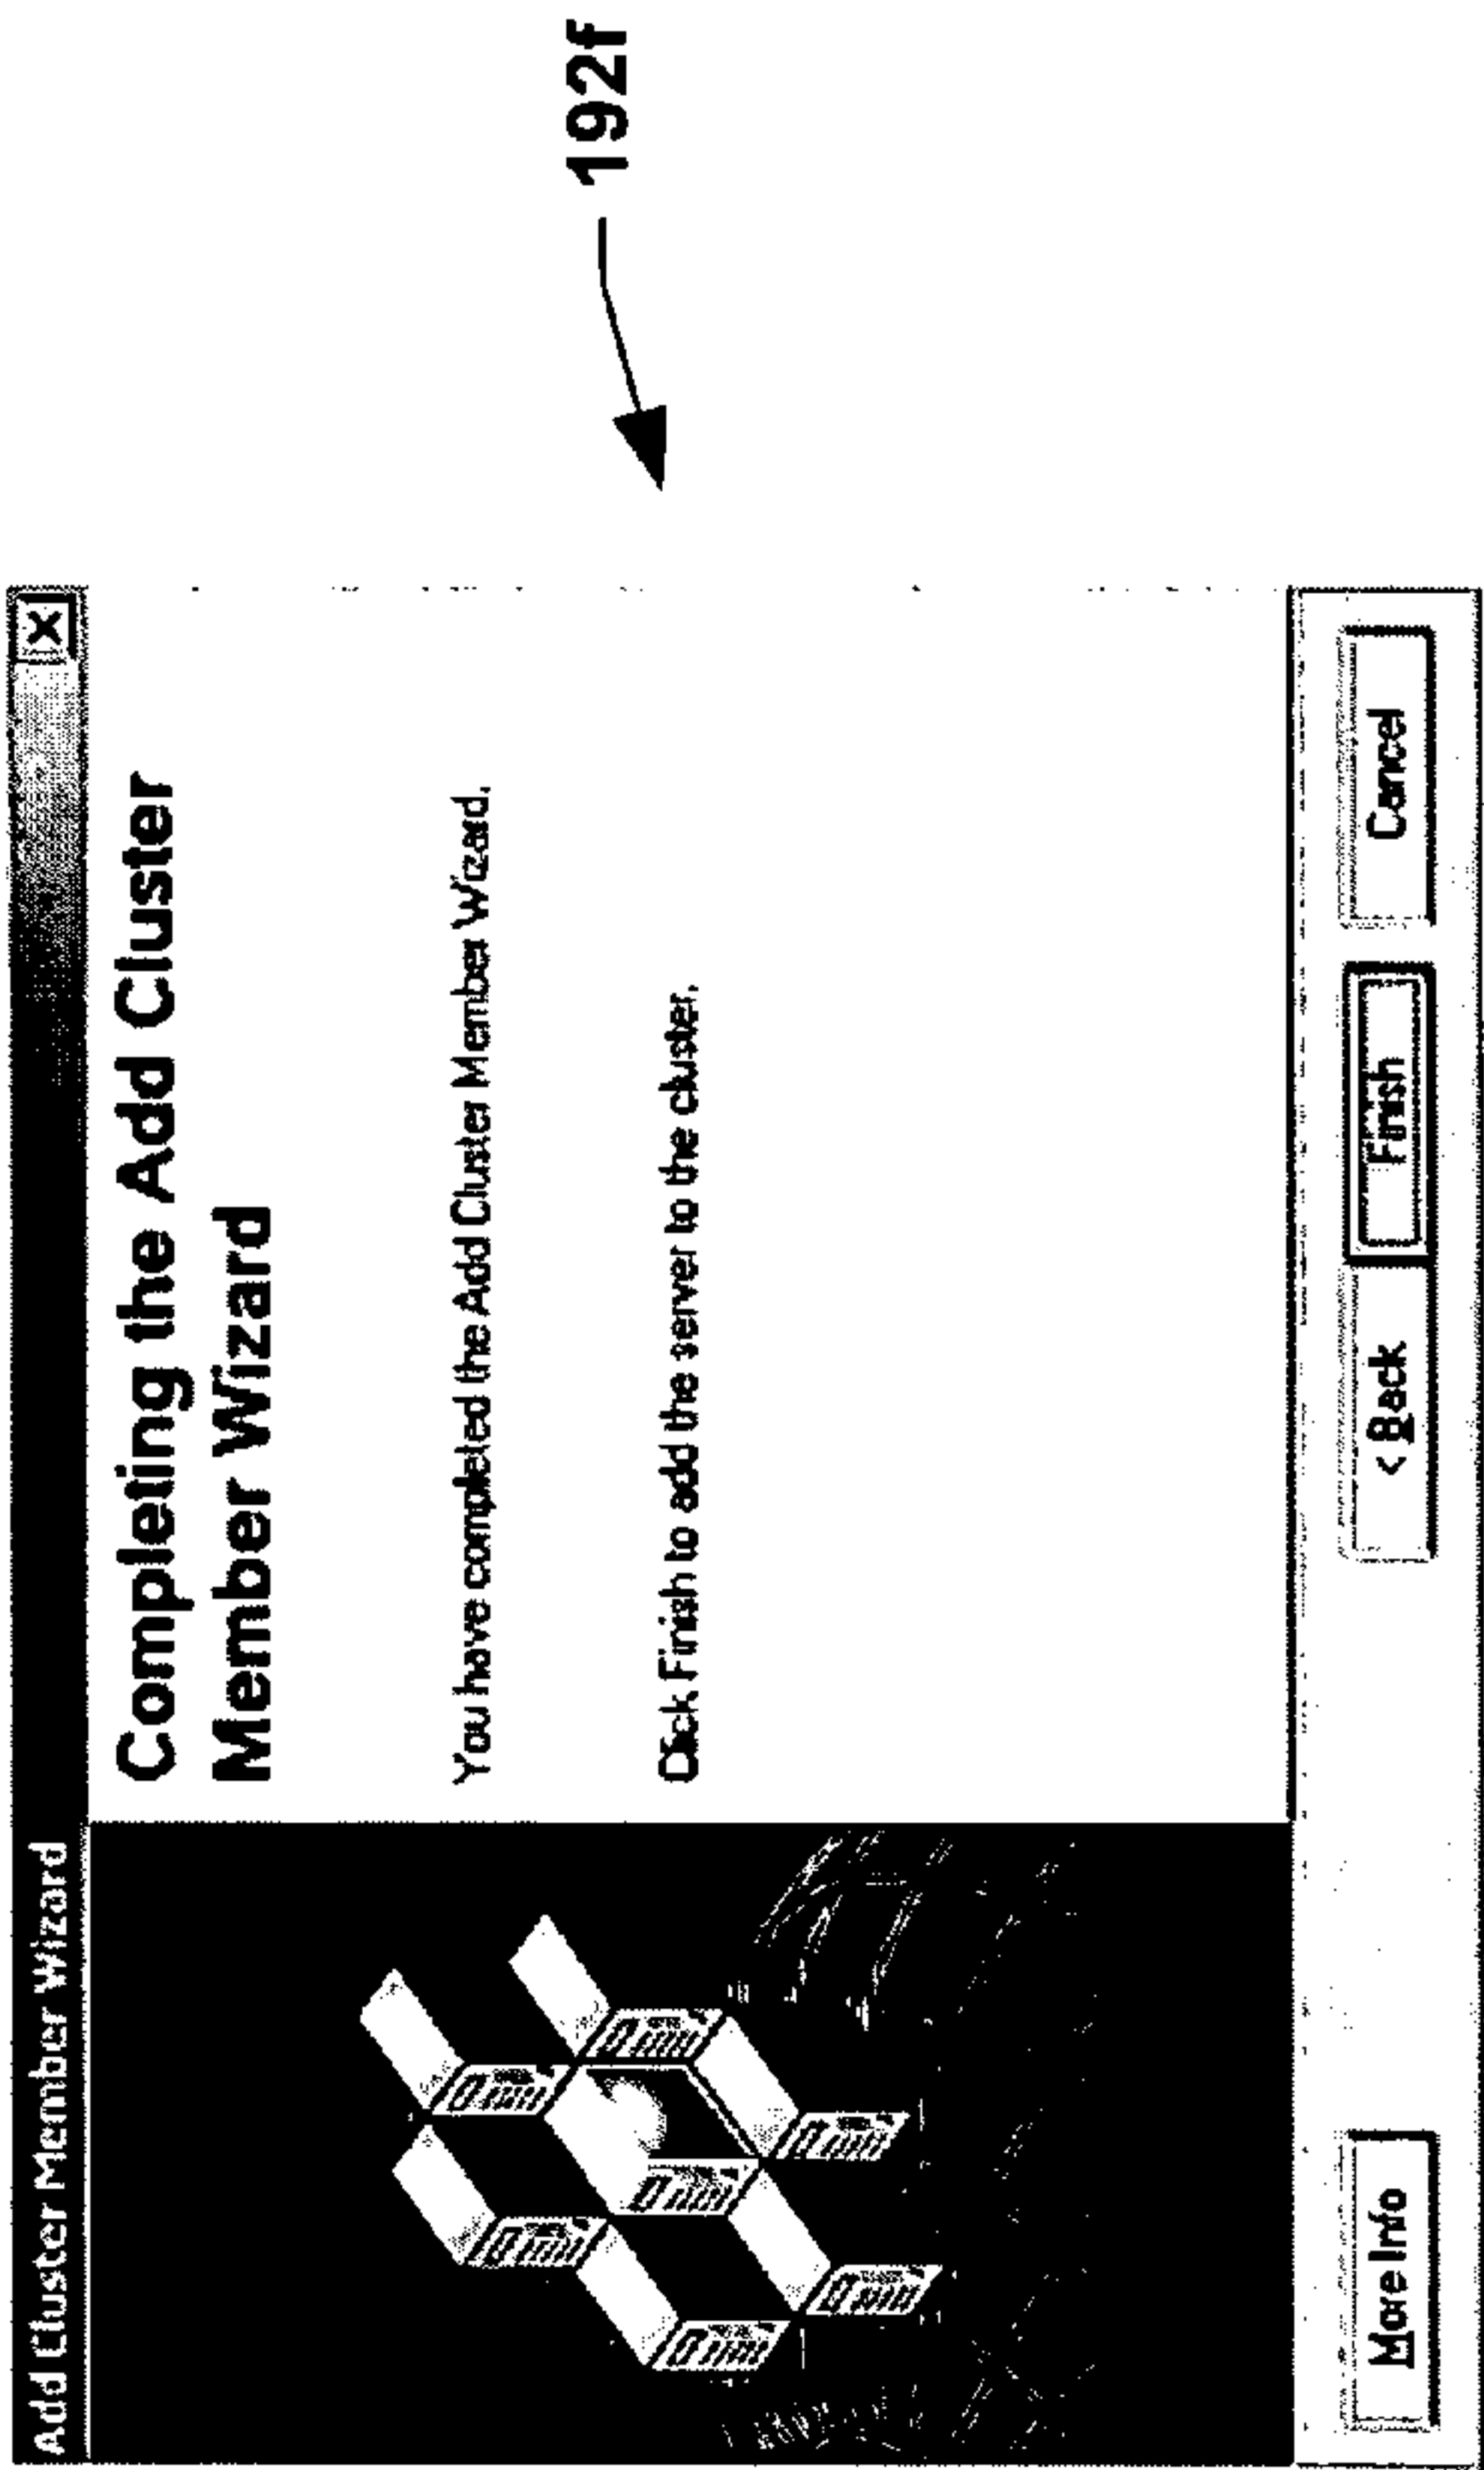 Add Cluster Member Wizard
Completing the Add Cluster
Member Wizard
You have completed the Add Cluster Member Wizard.
Click Finish to add the server to the cluster.
More Info
< Back
Finish
Cancel
192f